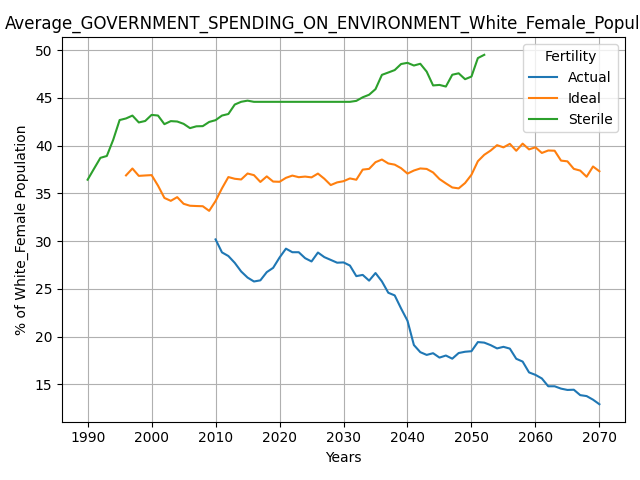 Average_GOVERNMENT_SPENDING_ON_ENVIRONMENT_White_Female_Popul
Fertility
Actual
Ideal
Sterile
% of White_Female Population
50
45
40
35
30
25
20
15
1990 2000 2010 2020 2030 2040 2050 2060 2070
Years